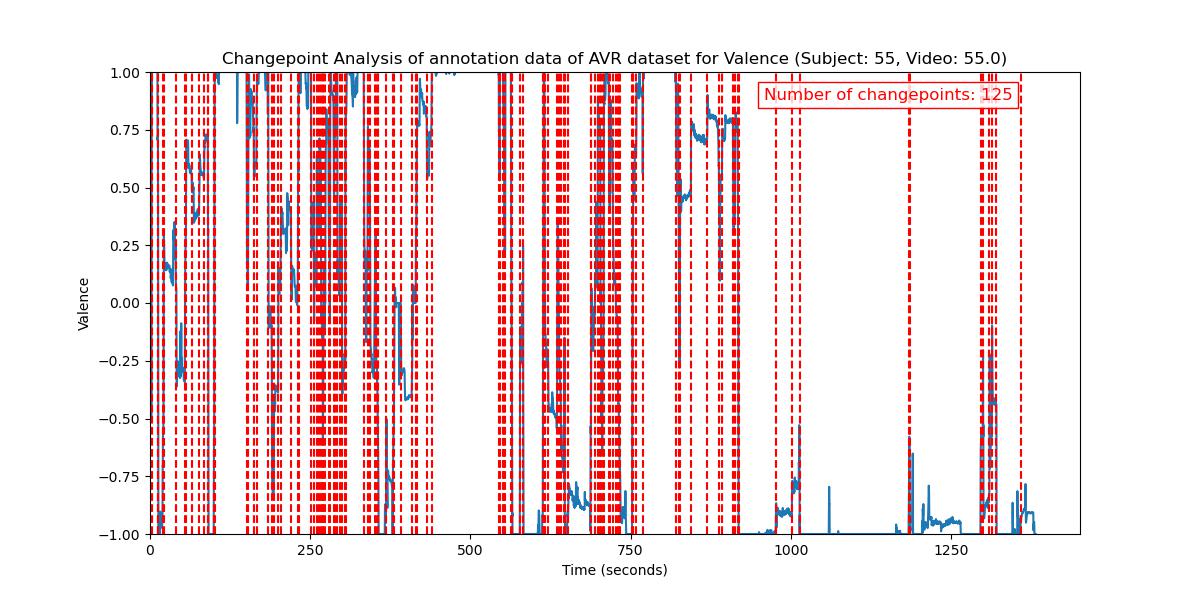 Changepoint Analysis of annotation data of AVR dataset for Valence (Subject: 55, Video: 55.0)
Number of changepoints: 125
1.00
0.75
0.50
0.25
0.00
−0.25
−0.50
−0.75
−1.00
Valence
0 250 500 750 1000 1250
Time (seconds)